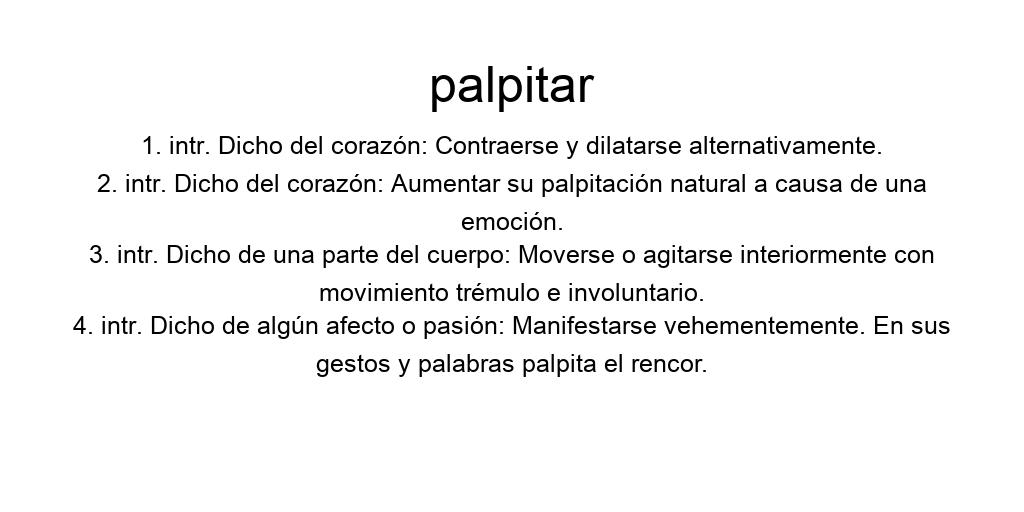 palpitar
1. intr. Dicho del corazón: Contraerse y dilatarse alternativamente.
2. intr. Dicho del corazón: Aumentar su palpitación natural a causa de una
emoción.
3. intr. Dicho de una parte del cuerpo: Moverse o agitarse interiormente con
movimiento trémulo e involuntario.
4. intr. Dicho de algún afecto o pasión: Manifestarse vehementemente. En sus
gestos y palabras palpita el rencor.